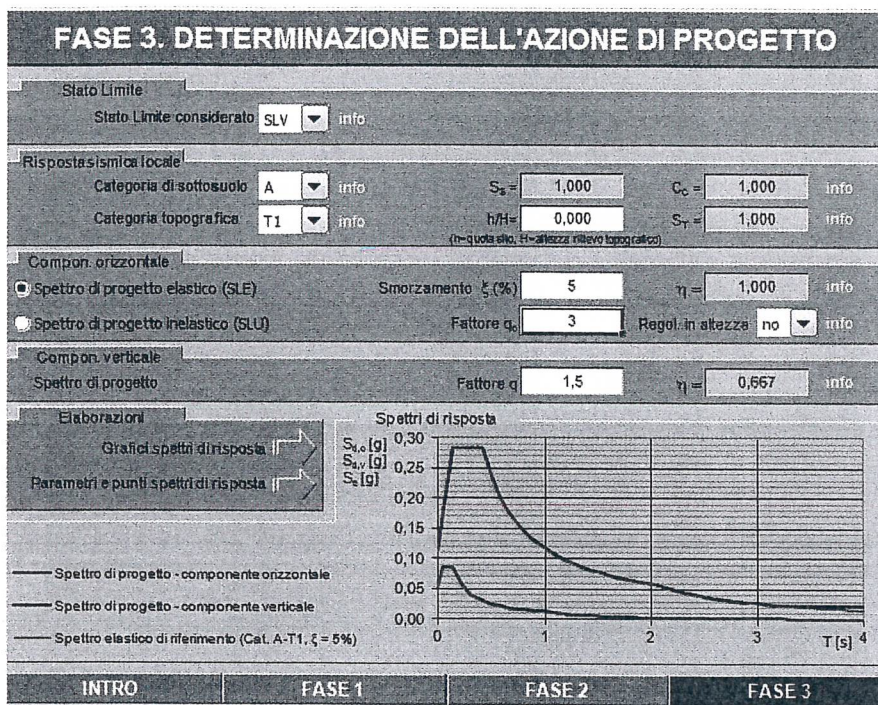 FASE 3. DETERMINAZIONE DELL'AZIONE DI PROGETTO
Stato Limite
Stato Limite considerato SLV info
Risposta sismica locale
Categoria di sottosuolo A info S_S = 1,000 C_C = 1,000 info
Categoria topografica T1 info h/H= 0,000 S_T = 1,000 info
(h=quota sito, H=altezza rilievo topografico)
Compon. orizzontale
Spettro di progetto elastico (SLE) Smorzamento ξ (%) 5 η = 1,000 info
Spettro di progetto inelastico (SLU) Fattore q_o 3 Regol. in altezza no info
Compon. verticale
Spettro di progetto Fattore q 1,5 η = 0,667 info
Elaborazioni
Grafici spettri di risposta
Parametri e punti spettri di risposta
Spettri di risposta
S_d,o [g]
S_d,v [g]
S_e [g]
0,30
0,25
0,20
0,15
0,10
0,05
0,00
0 1 2 3 4
T [s]
Spettro di progetto - componente orizzontale
Spettro di progetto - componente verticale
Spettro elastico di riferimento (Cat. A-T1, ξ = 5%)
INTRO FASE 1 FASE 2 FASE 3